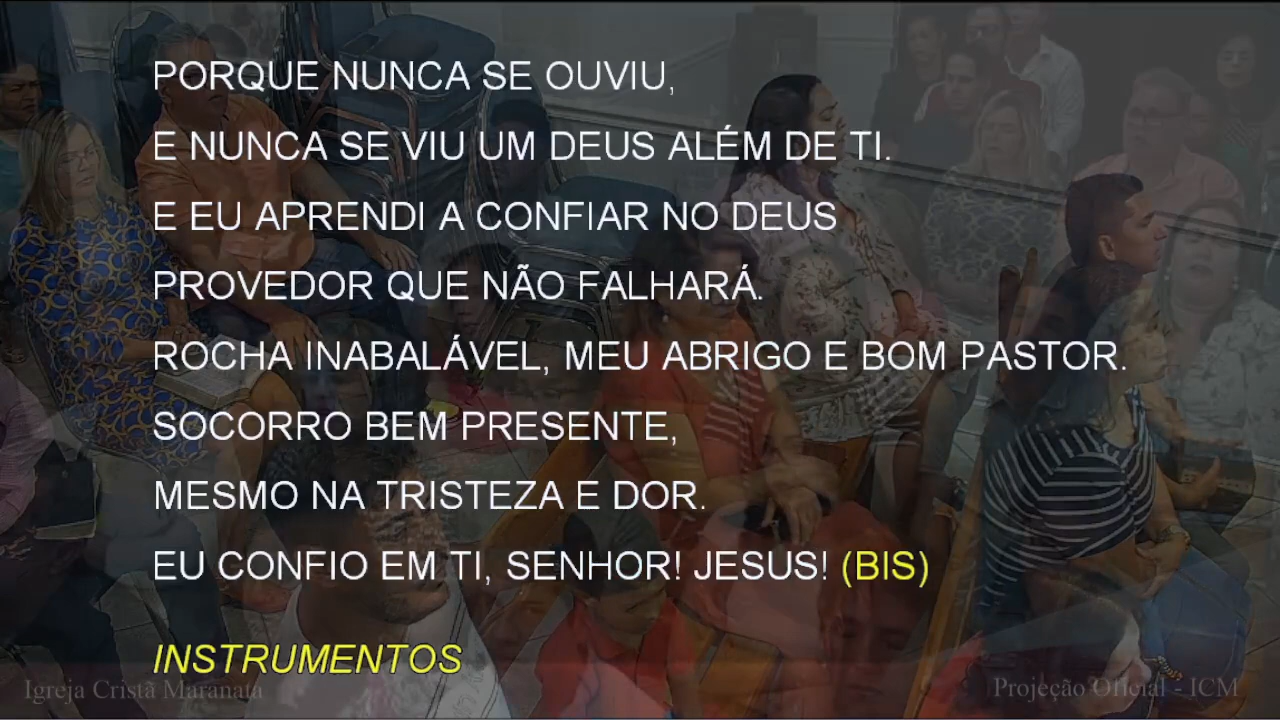 PORQUE NUNCA SE OUVIU,
E NUNCA SE VIU UM DEUS ALÉM DE TI.
E EU APRENDI A CONFIAR NO DEUS
PROVEDOR QUE NÃO FALHARÁ.
ROCHA INABALÁVEL, MEU ABRIGO E BOM PASTOR.
SOCORRO BEM PRESENTE,
MESMO NA TRISTEZA E DOR.
EU CONFIO EM TI, SENHOR! JESUS! (BIS)
INSTRUMENTOS
Igreja Cristã Maranata
Projeção Oficial - ICM